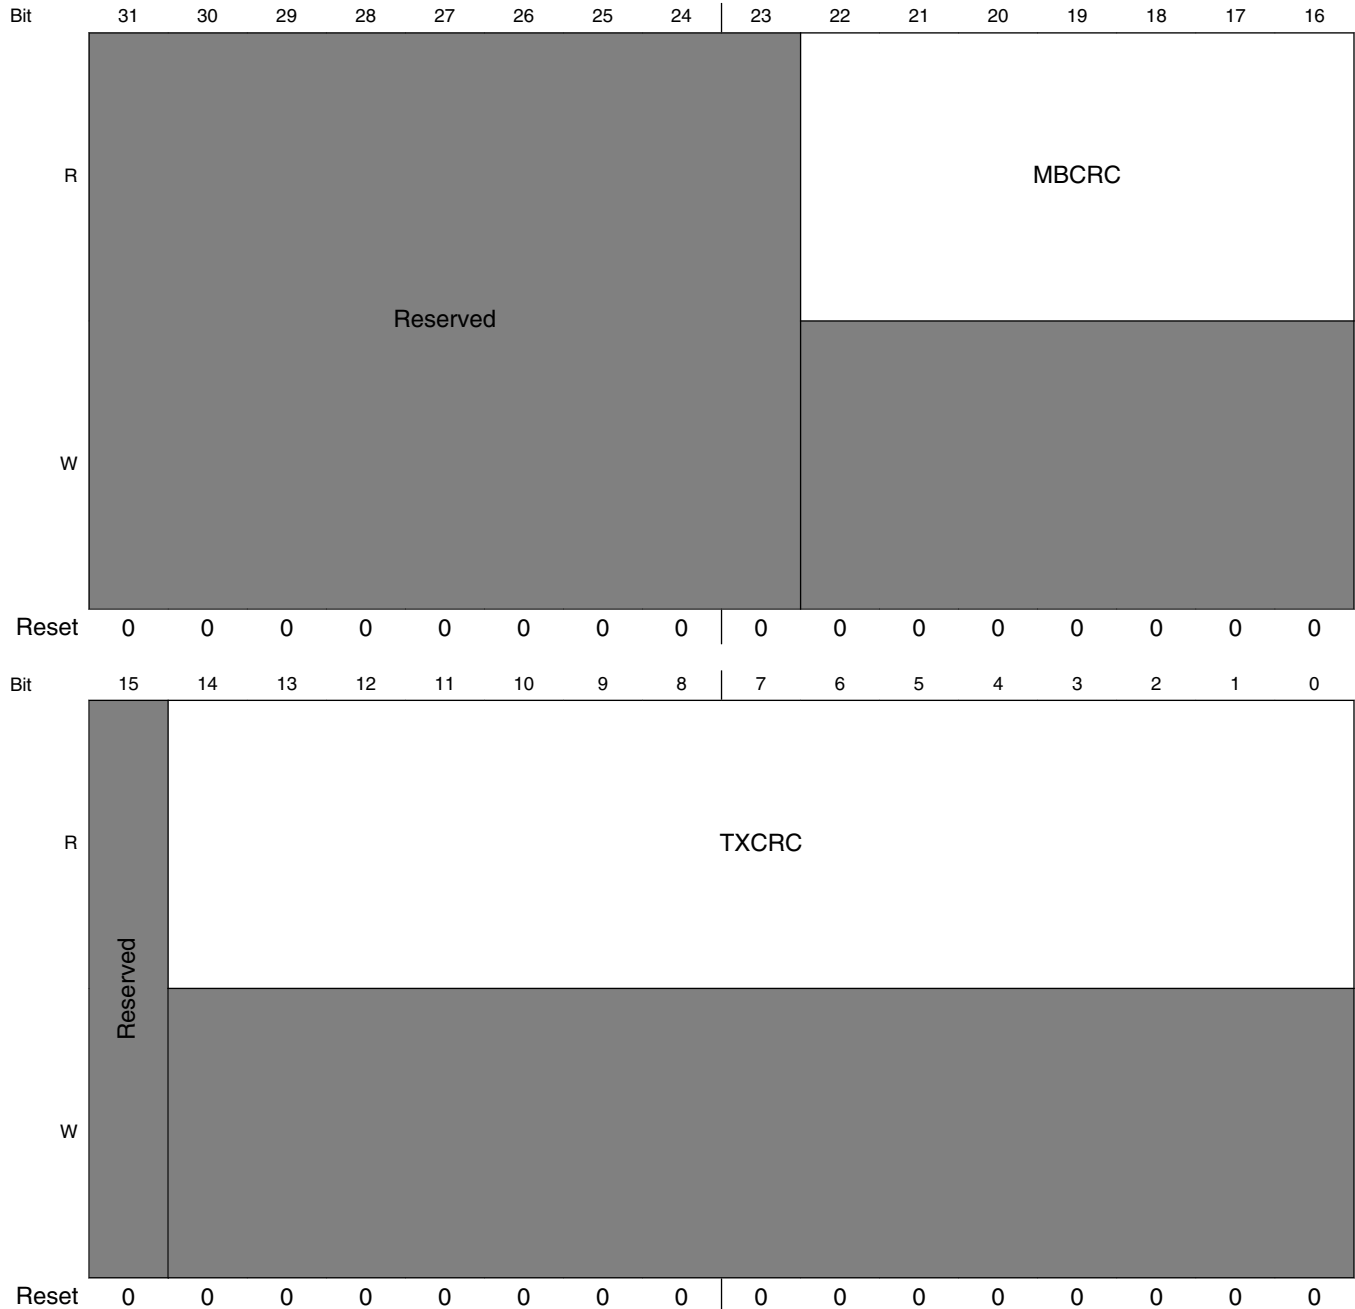 Bit 31 30 29 28 27 26 25 24 23 22 21 20 19 18 17 16
R MBCRC
Reserved
W
Reset 0 0 0 0 0 0 0 0 0 0 0 0 0 0 0 0
Bit 15 14 13 12 11 10 9 8 7 6 5 4 3 2 1 0
R TXCRC
Reserved
W
Reset 0 0 0 0 0 0 0 0 0 0 0 0 0 0 0 0